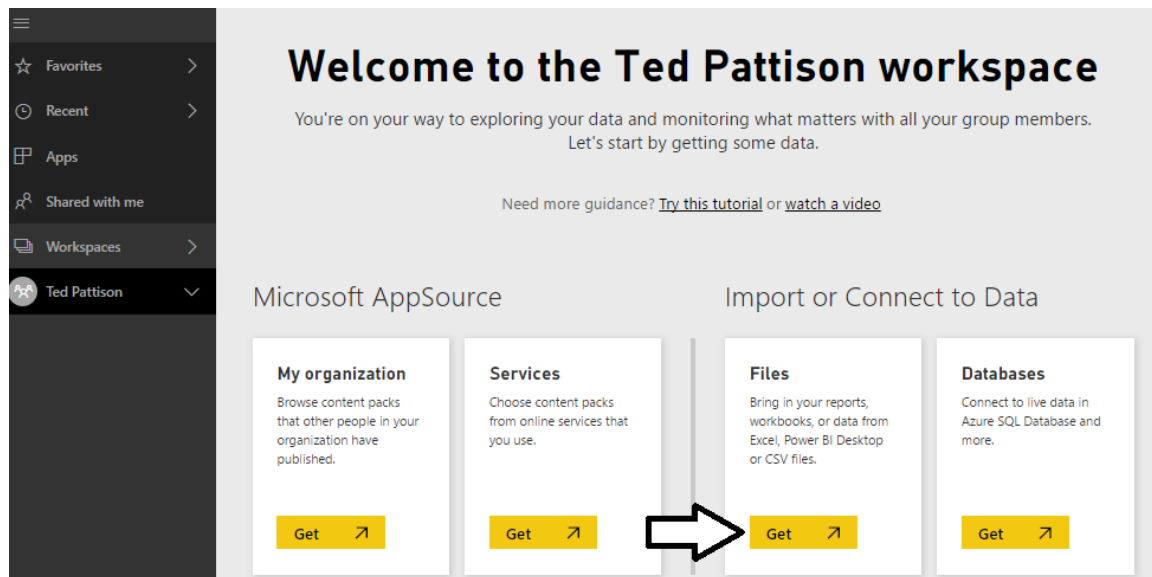 Favorites
Recent
Apps
Shared with me
Workspaces
Ted Pattison
Welcome to the Ted Pattison workspace
You're on your way to exploring your data and monitoring what matters with all your group members.
Let's start by getting some data.
Need more guidance? Try this tutorial or watch a video
Microsoft AppSource
My organization
Browse content packs
that other people in your
organization have
published.
Get
Services
Choose content packs
from online services that
you use.
Get
Import or Connect to Data
Files
Bring in your reports,
workbooks, or data from
Excel, Power BI Desktop
or CSV files.
Get
Databases
Connect to live data in
Azure SQL Database and
more.
Get